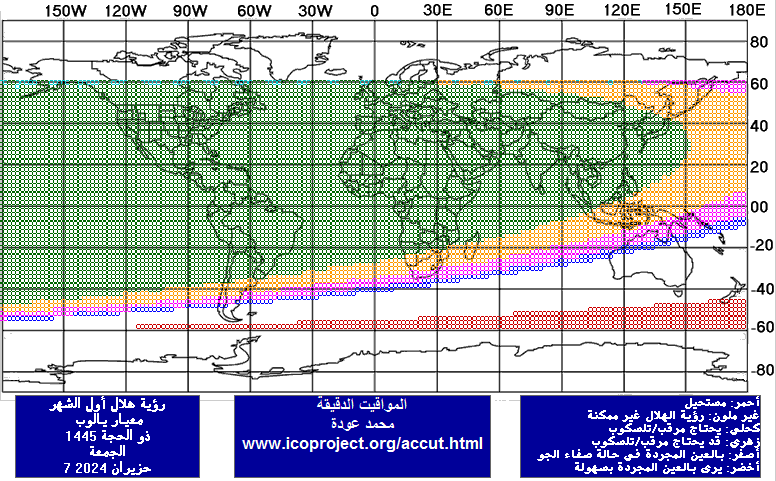 150W 120W 90W 60W 30W 0 30E 60E 90E 120E 150E 180E
80
60
40
20
00
-20
-40
-60
-80
رؤية هلال أول الشهر
معيار يالوب
ذو الحجة 1445
الجمعة
7 حزيران 2024
المواقيت الدقيقة
محمد عودة
www.icoproject.org/accut.html
أحمر: مستحيل
غير ملون: رؤية الهلال غير ممكنة
كحلي: يحتاج مرقب/تلسكوب
زهري: قد يحتاج مرقب/تلسكوب
أصفر: بالعين المجردة في حالة صفاء الجو
أخضر: يرى بالعين المجردة بسهولة